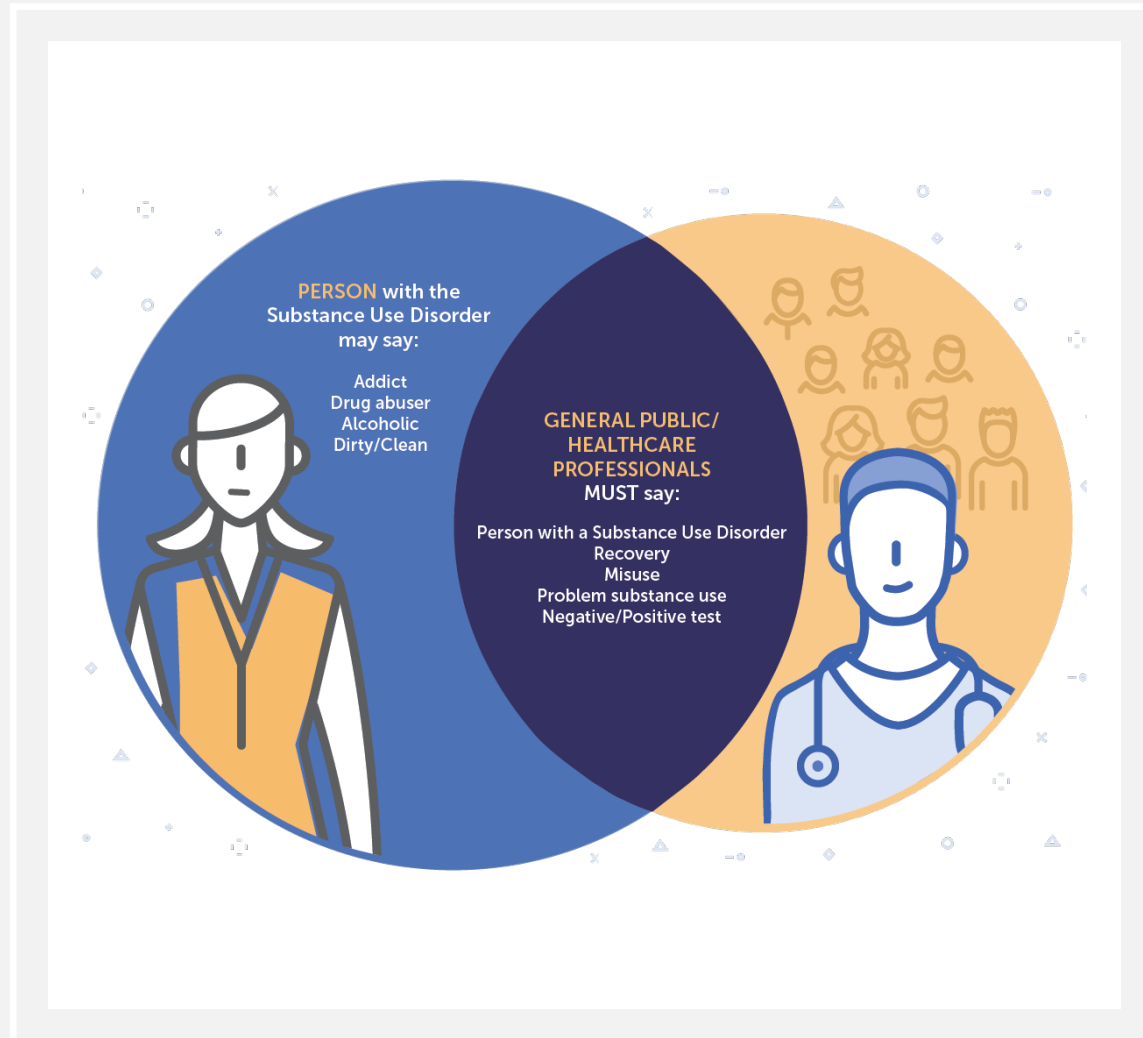 PERSON with the
Substance Use Disorder
may say:
Addict
Drug abuser
Alcoholic
Dirty/Clean
GENERAL PUBLIC/
HEALTHCARE
PROFESSIONALS
MUST say:
Person with a Substance Use Disorder
Recovery
Misuse
Problem substance use
Negative/Positive test